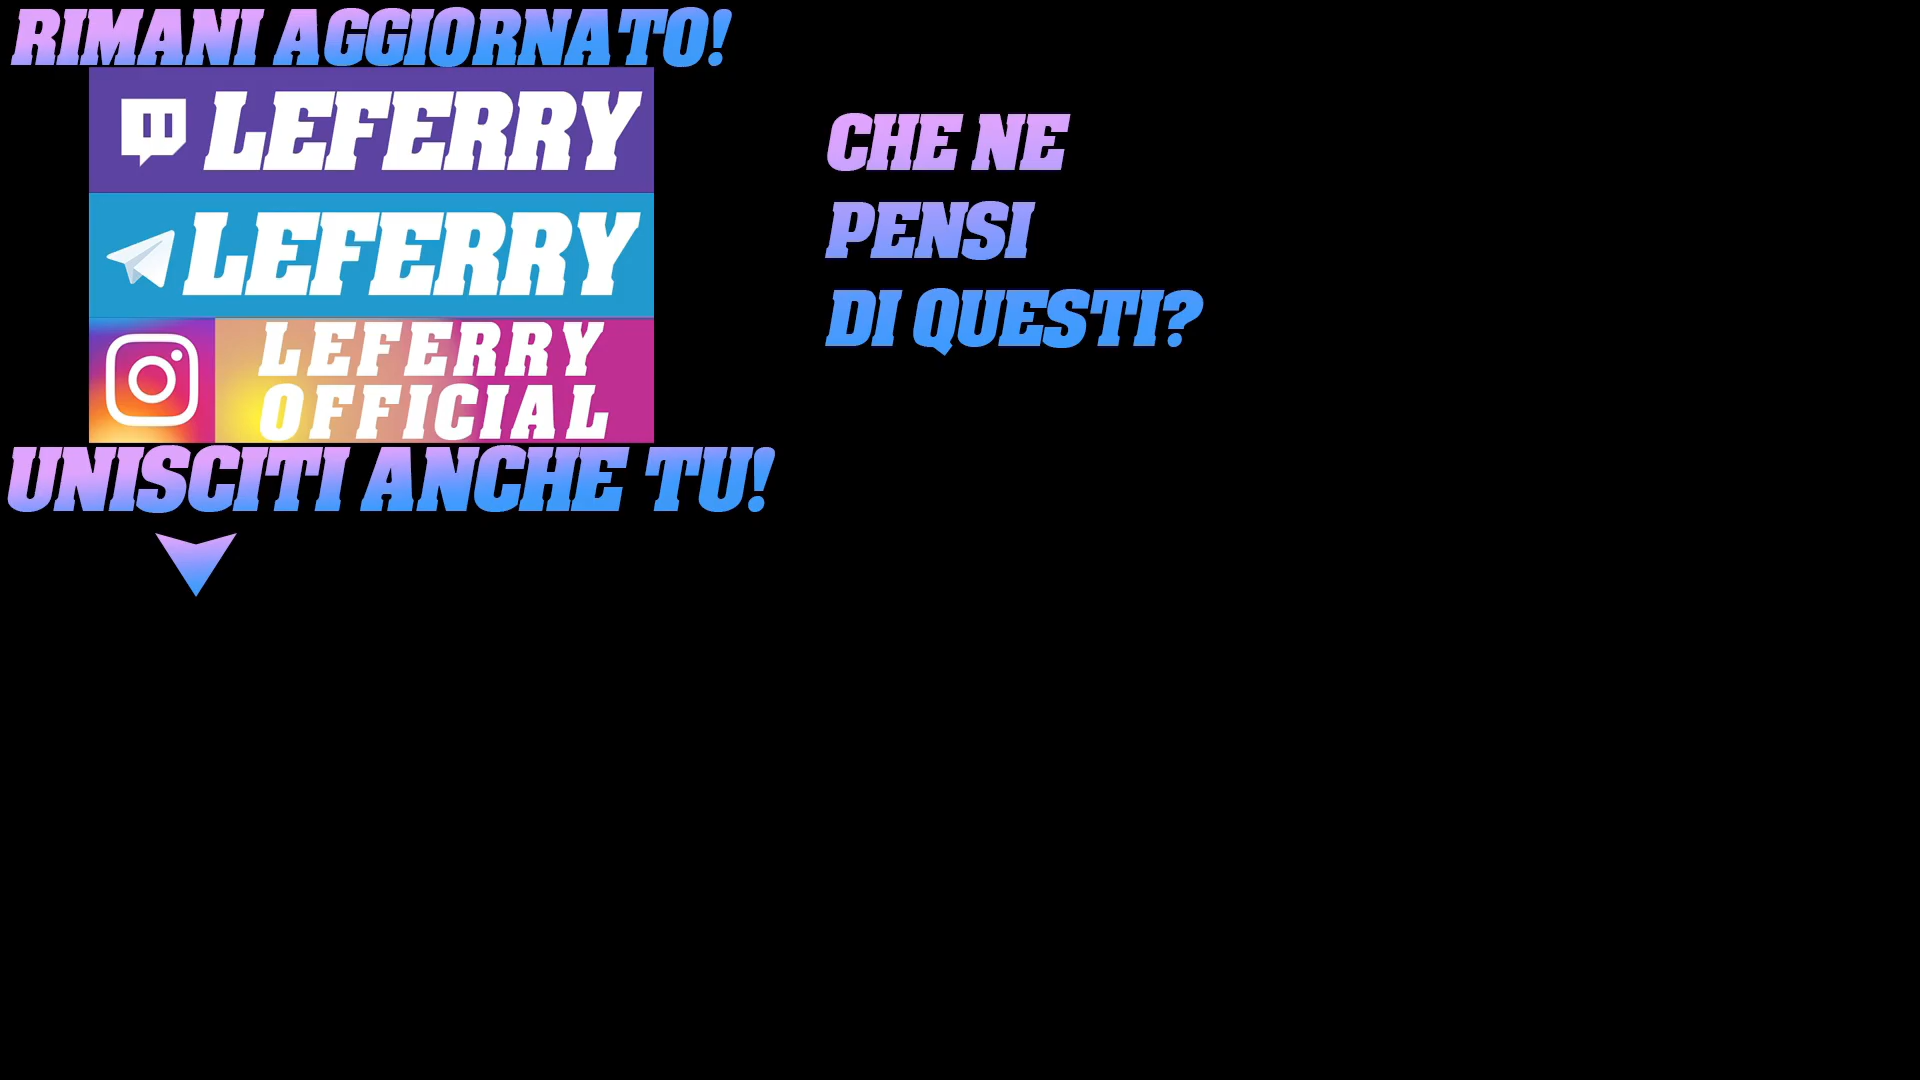 RIMANI AGGIORNATO!
LEFERRY
LEFERRY
LEFERRY
OFFICIAL
UNISCITI ANCHE TU!
CHE NE
PENSI
DI QUESTI?